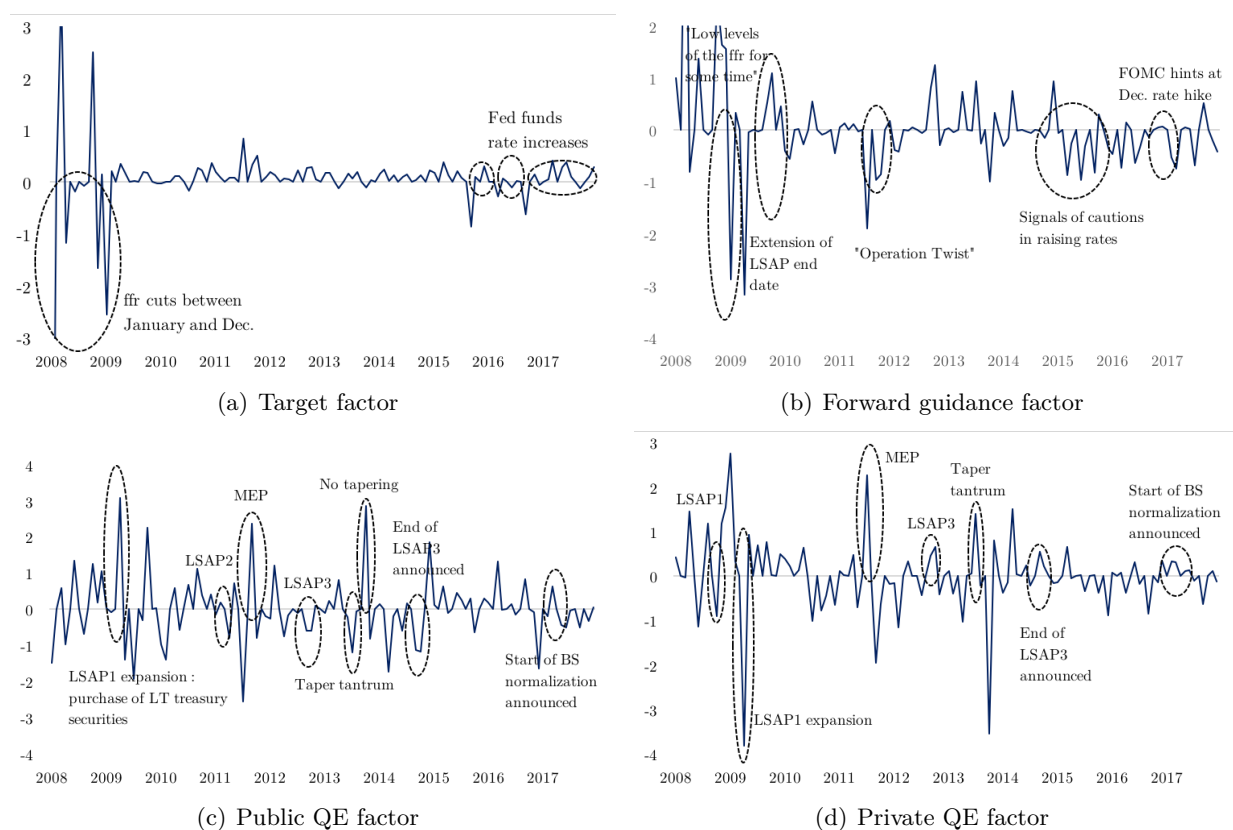 3
2
1
0
-1
-2
-3
Fed funds
rate increases
ffr cuts between
January and Dec.
2008 2009 2010 2011 2012 2013 2014 2015 2016 2017
(a) Target factor
2
1
0
-1
-2
-3
-4
"Low levels
of the ffr for
some time"
FOMC hints at
Dec. rate hike
Signals of cautions
in raising rates
Extension of
LSAP end
date
"Operation Twist"
2008 2009 2010 2011 2012 2013 2014 2015 2016 2017
(b) Forward guidance factor
4
3
2
1
0
-1
-2
-3
-4
No tapering
MEP
End of
LSAP3
announced
LSAP2
LSAP3
Start of BS
normalization
announced
LSAP1 expansion :
purchase of LT treasury
securities
Taper tantrum
2008 2009 2010 2011 2012 2013 2014 2015 2016 2017
(c) Public QE factor
3
2
1
0
-1
-2
-3
-4
MEP
Taper
tantrum
LSAP1
Start of BS
normalization
announced
LSAP3
End of
LSAP3
announced
LSAP1 expansion
2008 2009 2010 2011 2012 2013 2014 2015 2016 2017
(d) Private QE factor